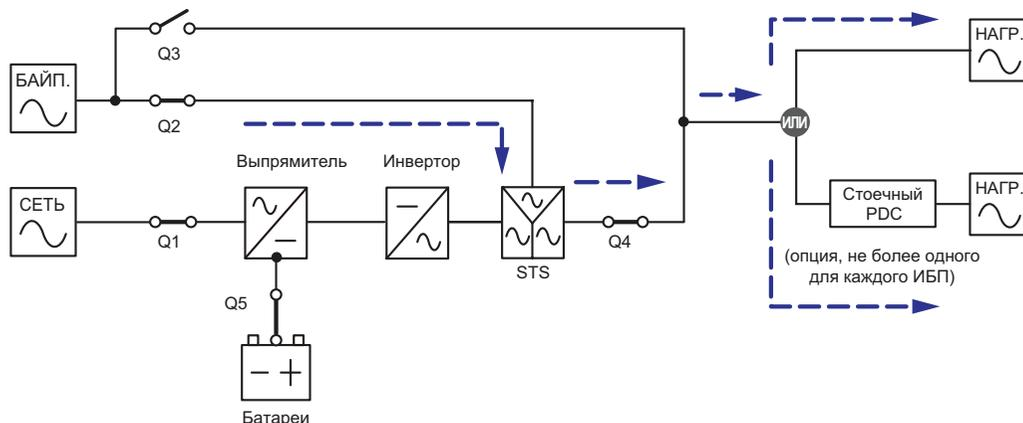 Q3
НАГР.
БАЙП.
Q2
ИЛИ
Выпрямитель
Инвертор
СЕТЬ
Q1
STS
Q4
Стоечный
PDC
НАГР.
(опция, не более одного
для каждого ИБП)
Q5
Батареи